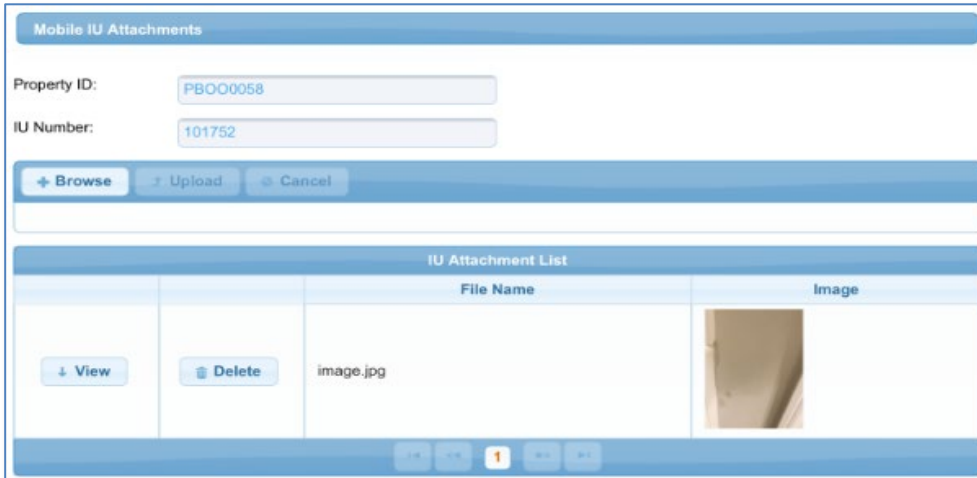 Mobile IU Attachments
Property ID: PBOO0058
IU Number: 101752
Browse Upload Cancel
IU Attachment List
File Name Image
View Delete image.jpg
1